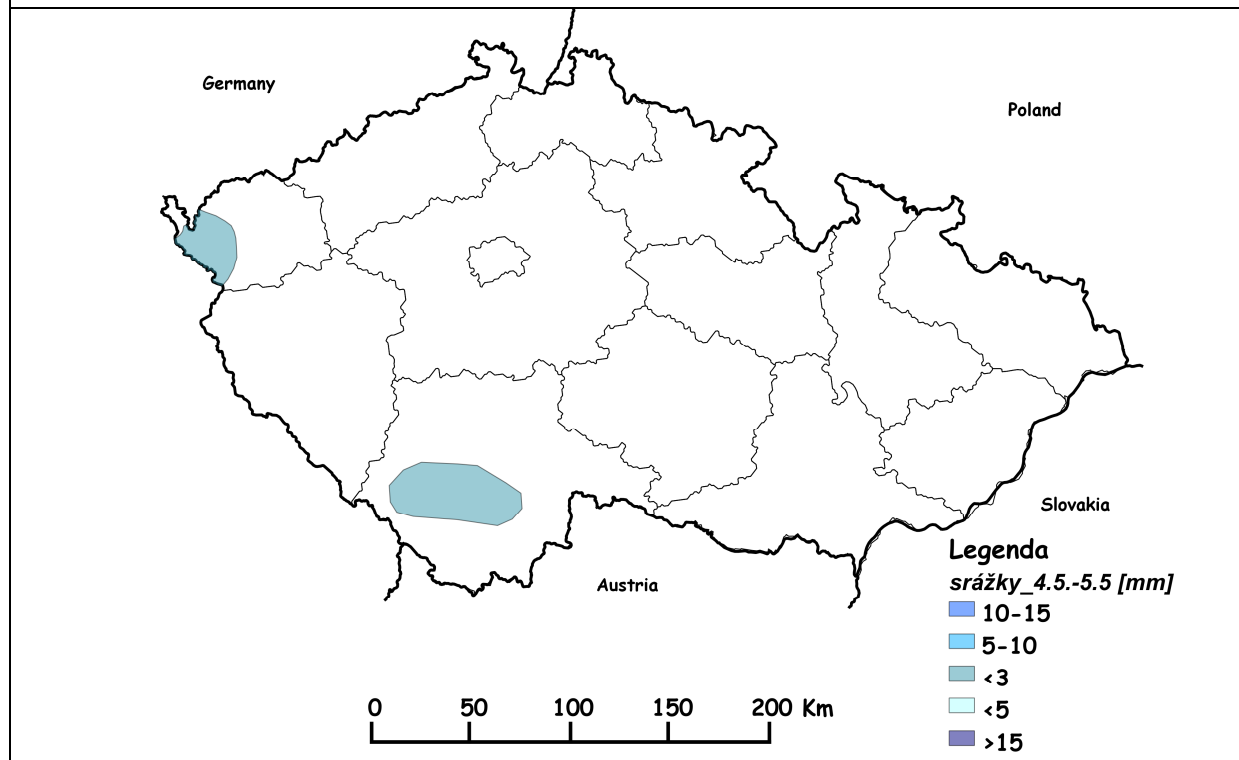 Germany
Poland
Slovakia
Austria
Legenda
srážky_4.5.-5.5 [mm]
10-15
5-10
<3
<5
>15
0 50 100 150 200 Km